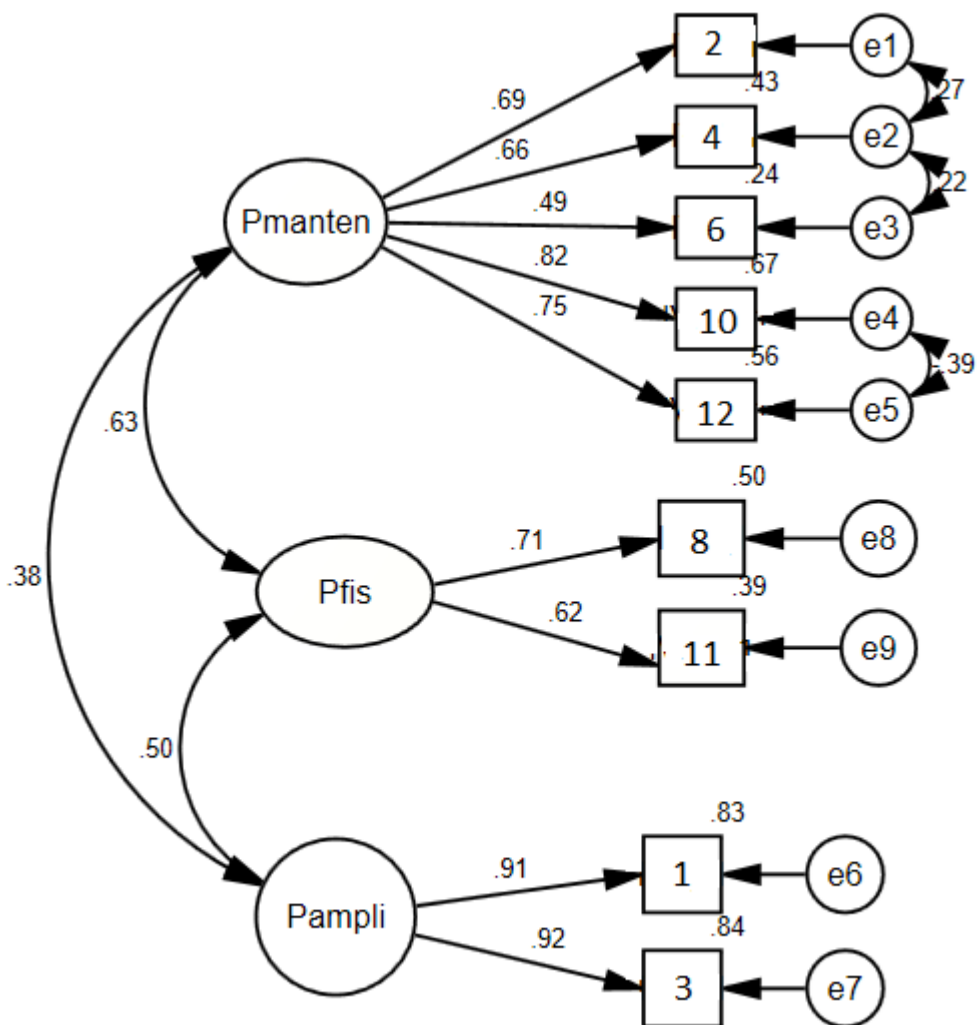 2
e1
.43
.27
.69
4
e2
.66
.24
.22
Pmanten
.49
6
e3
.82
.67
.75
10
e4
.56
-.39
12
e5
.63
.50
.71
8
e8
.38
Pfis
.39
.62
11
e9
.50
.83
.91
1
e6
Pampli
.84
.92
3
e7